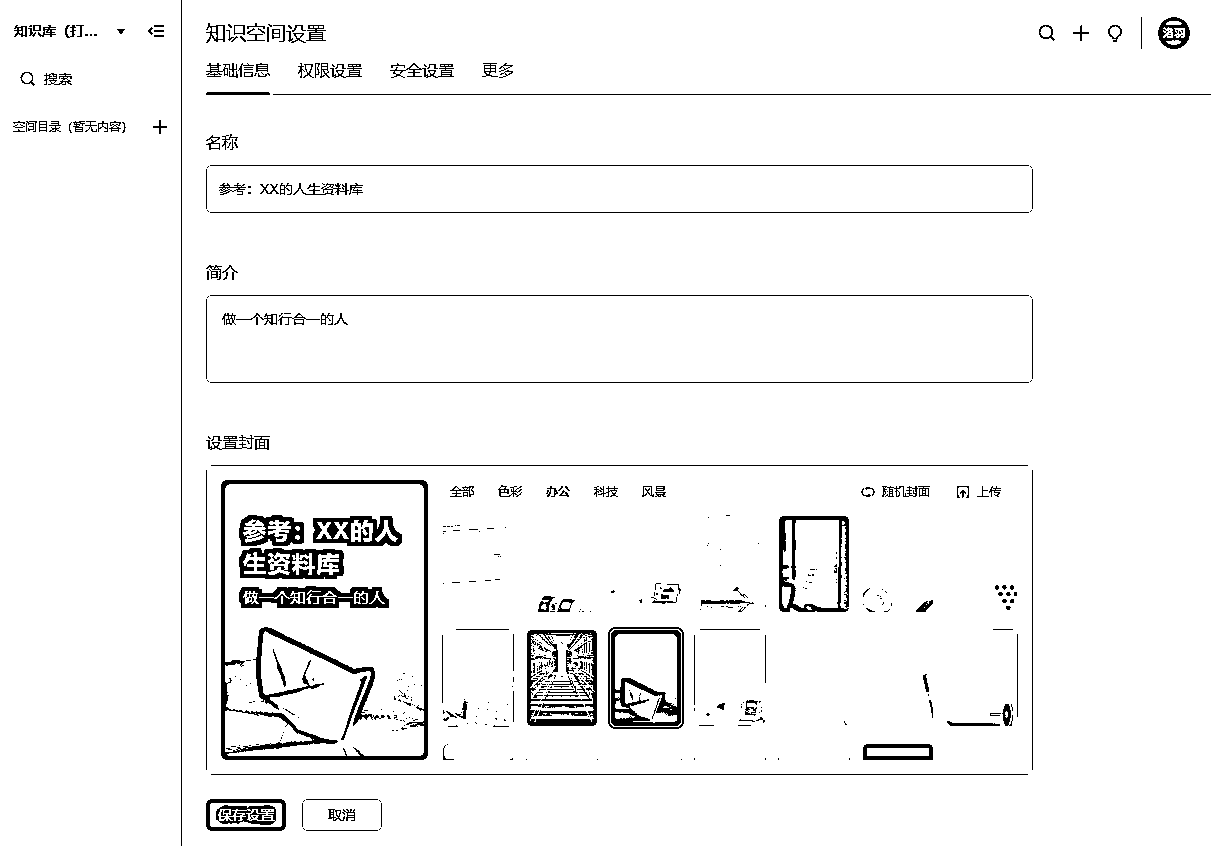 知识库（打...
搜索
空间目录（暂无内容）
知识空间设置
基础信息 权限设置 安全设置 更多
名称
参考：XX的人生资料库
简介
做一个知行合一的人
设置封面
全部 色彩 办公 科技 风景 随机封面 上传
参考：XX的人
生资料库
做一个知行合一的人
保存设置 取消